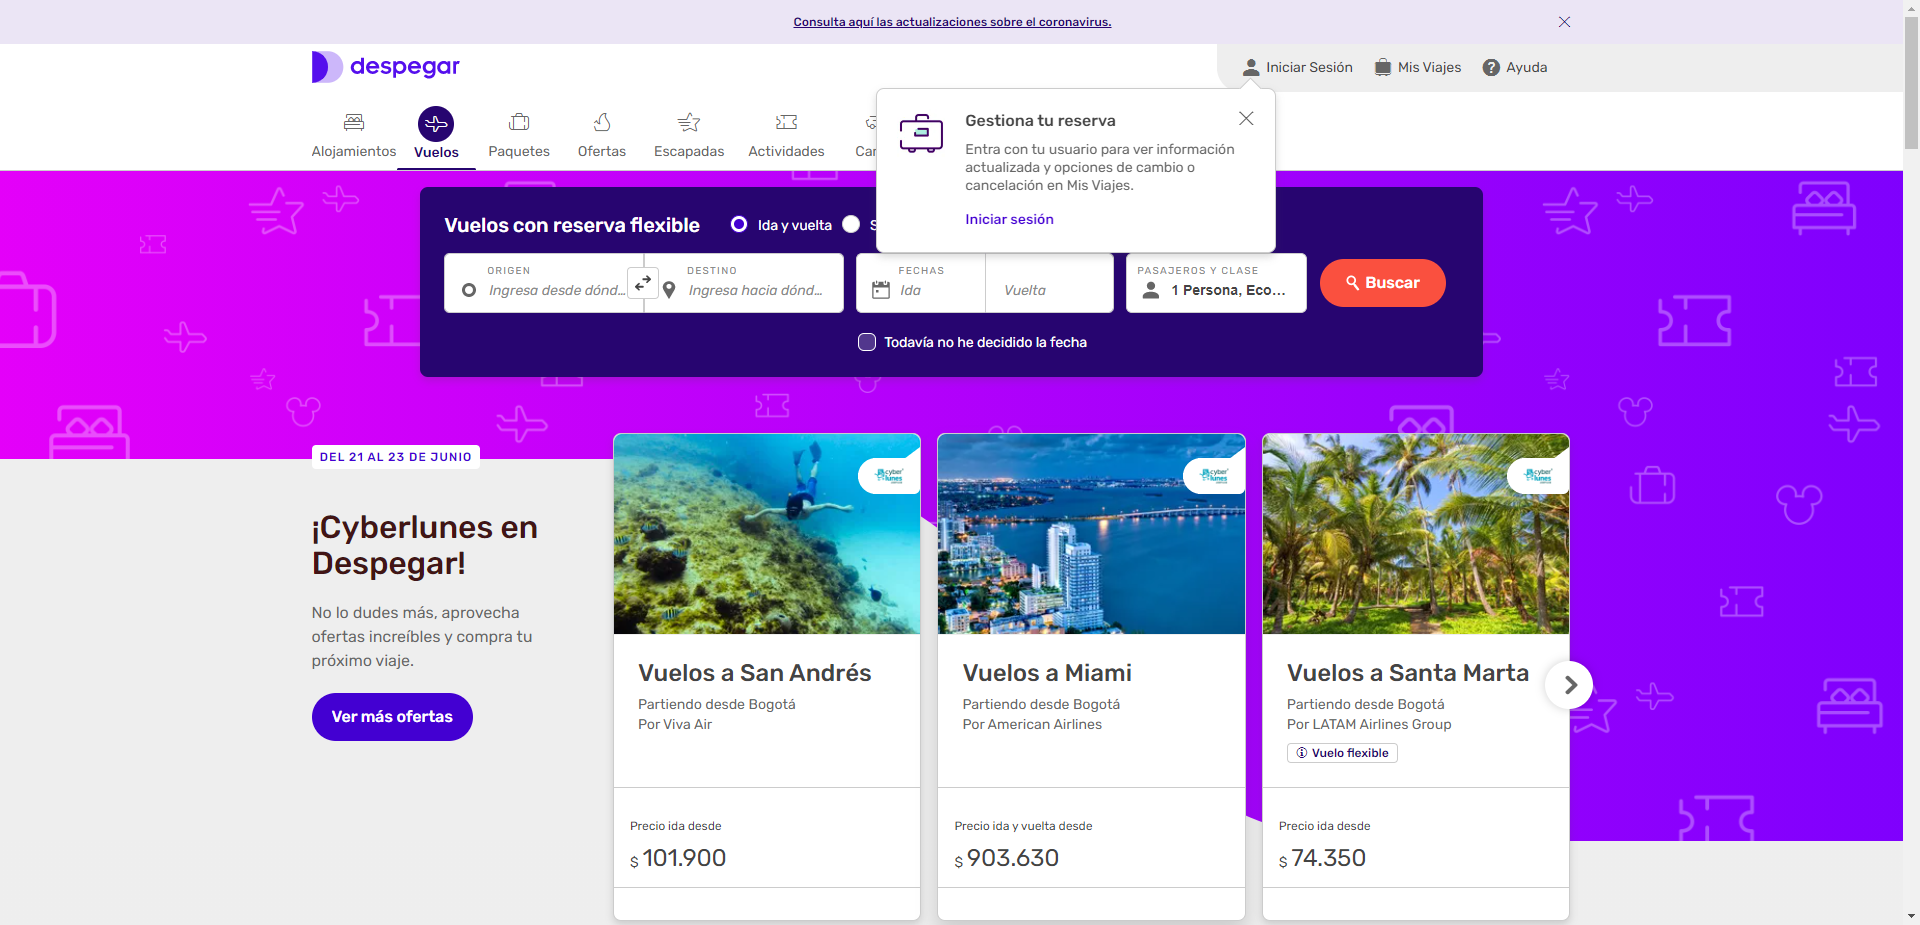 Consulta aquí las actualizaciones sobre el coronavirus.
despegar
Iniciar Sesión
Mis Viajes
Ayuda
Alojamientos
Vuelos
Paquetes
Ofertas
Escapadas
Actividades
Gestiona tu reserva
Entra con tu usuario para ver información
actualizada y opciones de cambio o
cancelación en Mis Viajes.
Iniciar sesión
Vuelos con reserva flexible
Ida y vuelta
ORIGEN
Ingresa desde dónd...
DESTINO
Ingresa hacia dónd...
FECHAS
Ida
Vuelta
PASAJEROS Y CLASE
1 Persona, Eco...
Buscar
Todavía no he decidido la fecha
DEL 21 AL 23 DE JUNIO
¡Cyberlunes en
Despegar!
No lo dudes más, aprovecha
ofertas increíbles y compra tu
próximo viaje.
Ver más ofertas
cyber
lunes
Vuelos a San Andrés
Partiendo desde Bogotá
Por Viva Air
Precio ida desde
$ 101.900
cyber
lunes
Vuelos a Miami
Partiendo desde Bogotá
Por American Airlines
Precio ida y vuelta desde
$ 903.630
cyber
lunes
Vuelos a Santa Marta
Partiendo desde Bogotá
Por LATAM Airlines Group
Vuelo flexible
Precio ida desde
$ 74.350